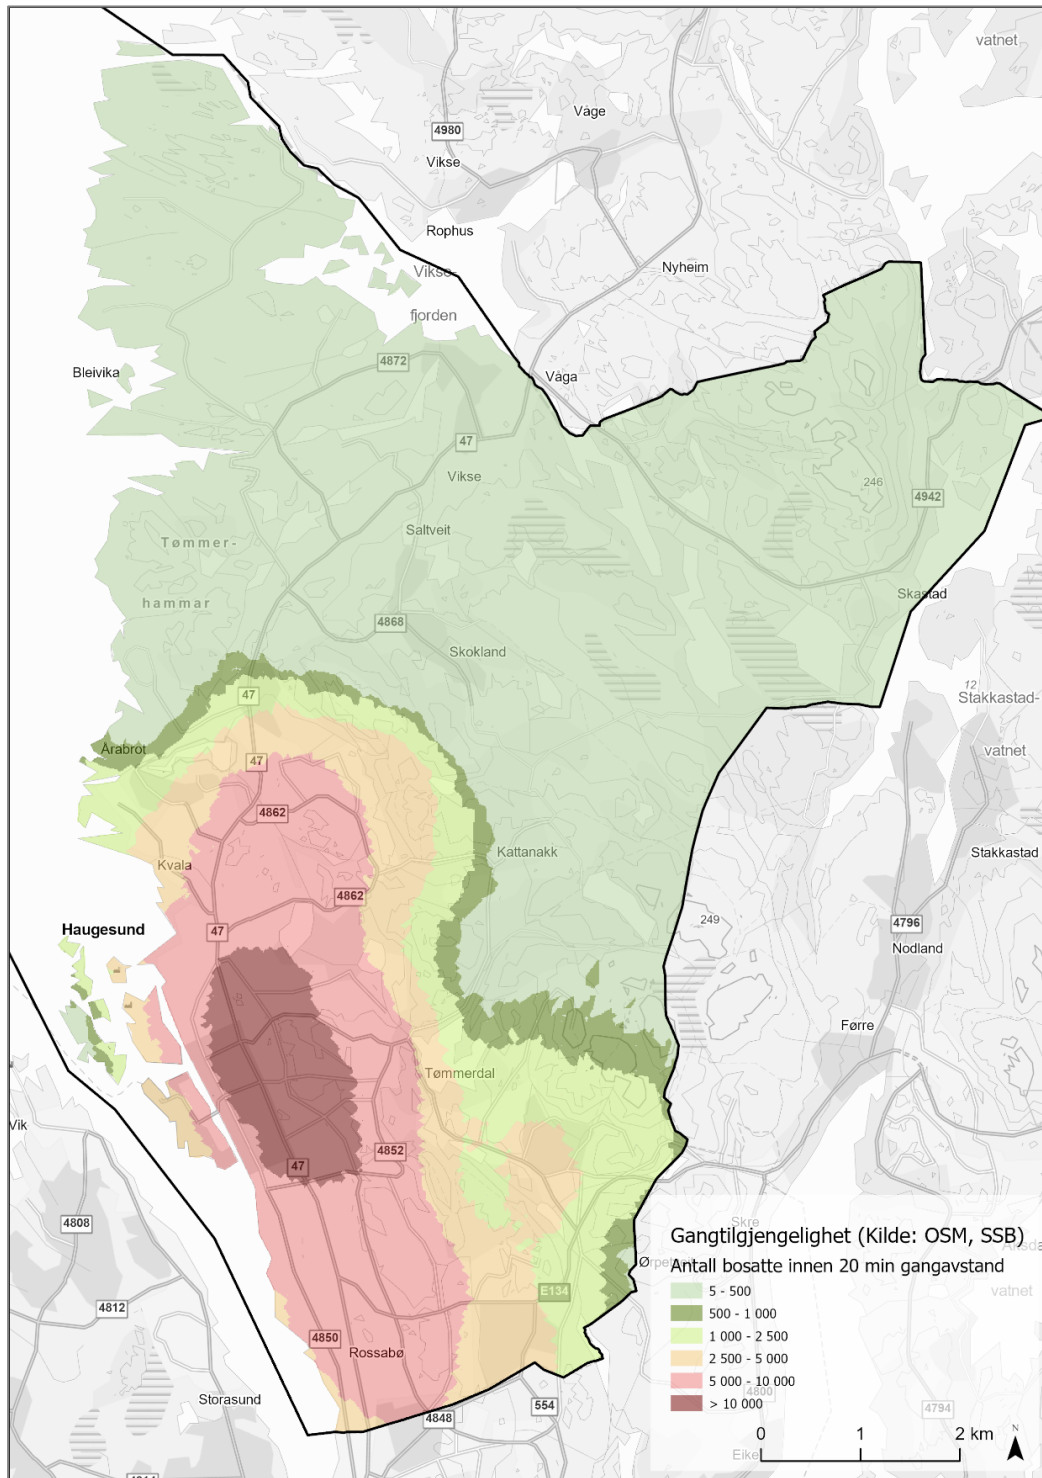 vatnet
Våge
4980
Vikse
Rophus
Vikse-
fjorden
Nyheim
Bleivika
4872
Våga
47
Vikse
246
4942
Saltveit
Tømmer-
hammar
Skastad
4868
Skokland
12
Stakkastad-
vatnet
47
Årabrot
47
4862
Kattanakk
Stakkastad
Kvala
4862
249
4796
Nodland
Haugesund
47
Førre
Tømmerdal
Vik
4852
47
4808
Skre
Gangtilgjengelighet (Kilde: OSM, SSB)
Antall bosatte innen 20 min gangavstand
5 - 500
500 - 1 000
1 000 - 2 500
2 500 - 5 000
5 000 - 10 000
> 10 000
vatnet
E134
4812
4850
Rossabø
Storasund
4848
554
4800
4794
Eike
0 1 2 km
N